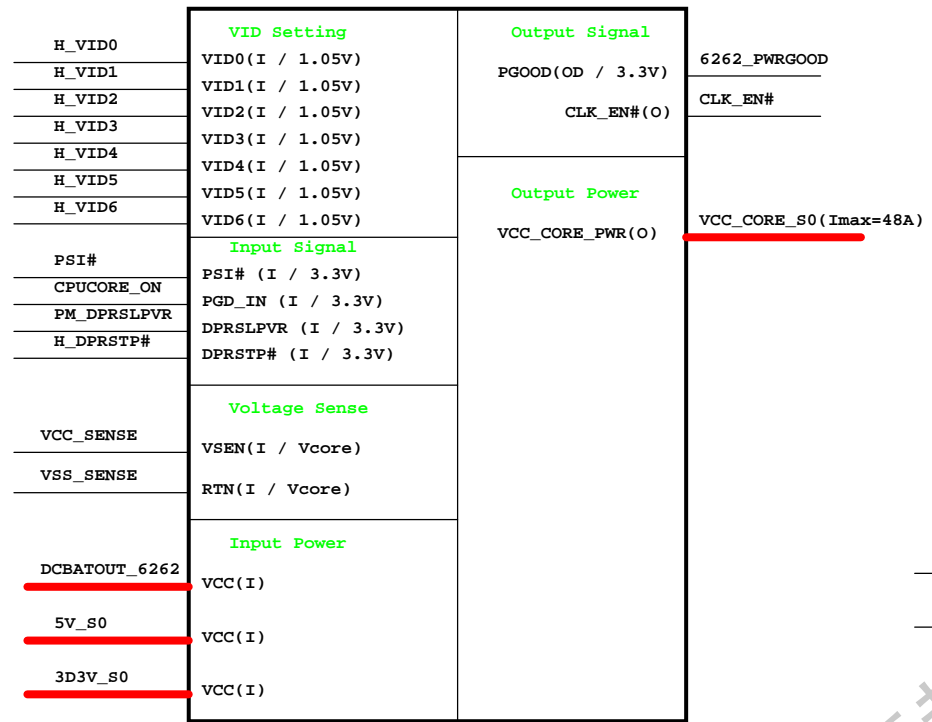 VID Setting
H_VID0 VID0(I / 1.05V)
H_VID1 VID1(I / 1.05V)
H_VID2 VID2(I / 1.05V)
H_VID3 VID3(I / 1.05V)
H_VID4 VID4(I / 1.05V)
H_VID5 VID5(I / 1.05V)
H_VID6 VID6(I / 1.05V)
Input Signal
PSI# PSI# (I / 3.3V)
CPUCORE_ON PGD_IN (I / 3.3V)
PM_DPRSLPVR DPRSLPVR (I / 3.3V)
H_DPRSTP# DPRSTP# (I / 3.3V)
Voltage Sense
VCC_SENSE VSEN(I / Vcore)
VSS_SENSE RTN(I / Vcore)
Input Power
DCBATOUT_6262 VCC(I)
5V_S0 VCC(I)
3D3V_S0 VCC(I)
Output Signal
PGOOD(OD / 3.3V) 6262_PWRGOOD
CLK_EN#(O) CLK_EN#
Output Power
VCC_CORE_PWR(O) VCC_CORE_S0(Imax=48A)